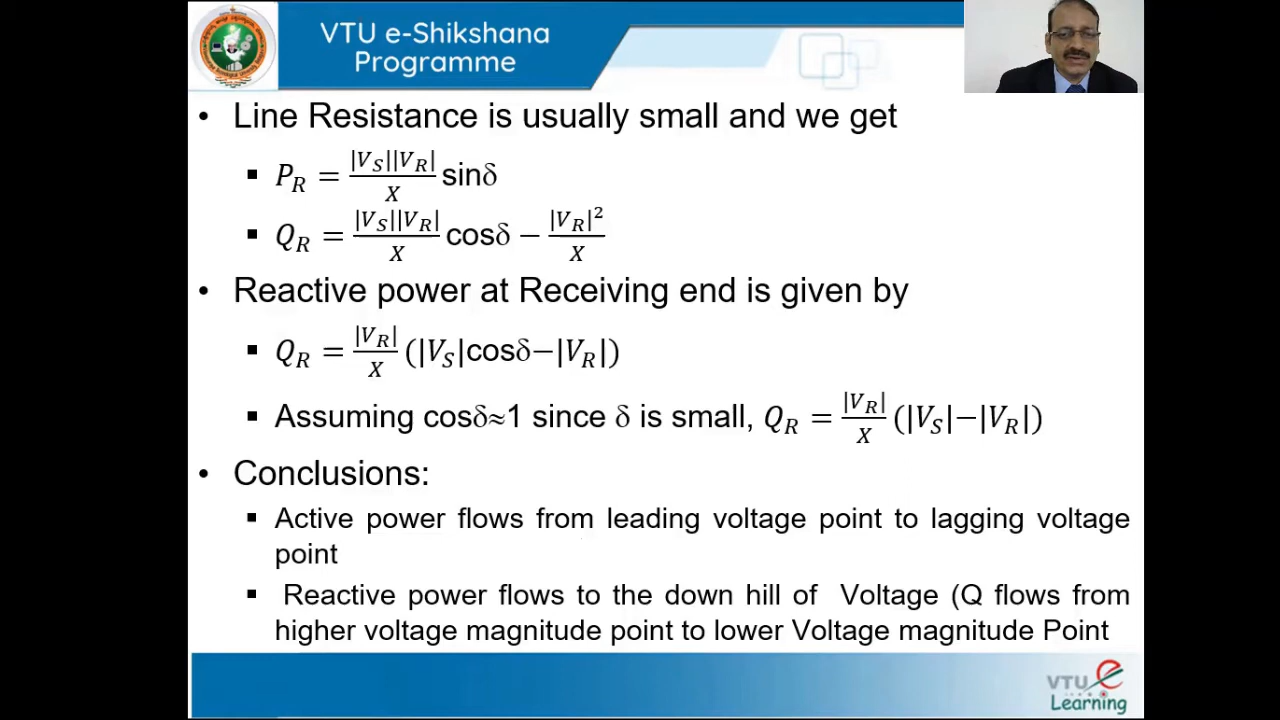 VTU e-Shikshana
Programme
• Line Resistance is usually small and we get
▪ P_R = |V_S||V_R|/X sinδ
▪ Q_R = |V_S||V_R|/X cosδ − |V_R|²/X
• Reactive power at Receiving end is given by
▪ Q_R = |V_R|/X (|V_S|cosδ−|V_R|)
▪ Assuming cosδ≈1 since δ is small, Q_R = |V_R|/X (|V_S|−|V_R|)
• Conclusions:
▪ Active power flows from leading voltage point to lagging voltage
point
▪ Reactive power flows to the down hill of Voltage (Q flows from
higher voltage magnitude point to lower Voltage magnitude Point
VTU e
Learning